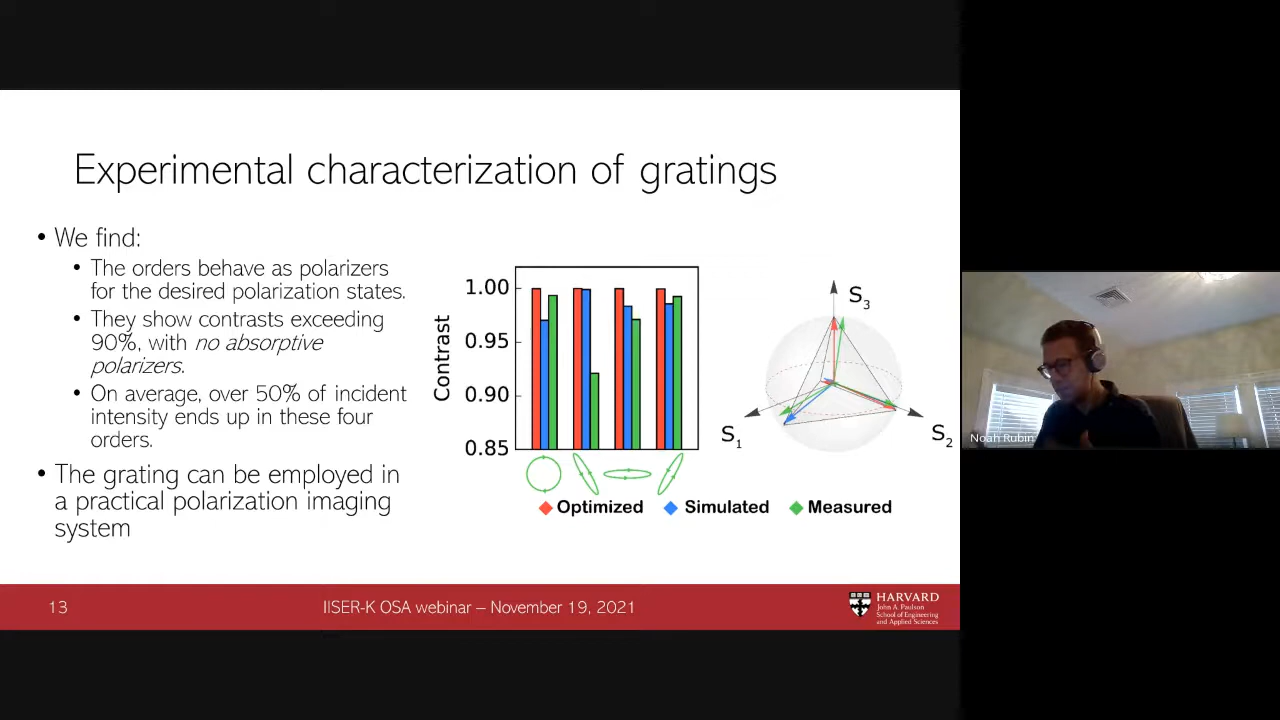 Experimental characterization of gratings
• We find:
• The orders behave as polarizers
for the desired polarization states.
• They show contrasts exceeding
90%, with no absorptive
polarizers.
• On average, over 50% of incident
intensity ends up in these four
orders.
• The grating can be employed in
a practical polarization imaging
system
Contrast
1.00
0.95
0.90
0.85
Optimized
Simulated
Measured
S3
S1
S2
Noah Rubin
13
IISER-K OSA webinar – November 19, 2021
HARVARD
John A. Paulson
School of Engineering
and Applied Sciences